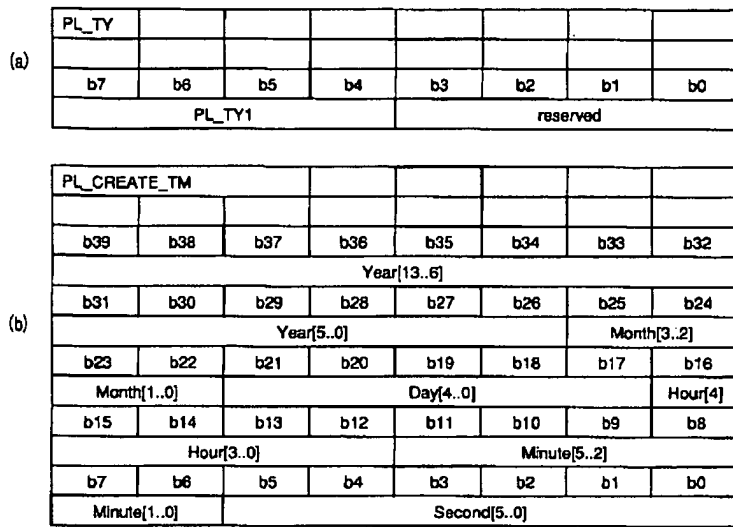 PL_TY
(a)
b7 b6 b5 b4 b3 b2 b1 b0
PL_TY1 reserved
PL_CREATE_TM
b39 b38 b37 b36 b35 b34 b33 b32
Year[13..6]
b31 b30 b29 b28 b27 b26 b25 b24
(b)
Year[5..0] Month[3..2]
b23 b22 b21 b20 b19 b18 b17 b16
Month[1..0] Day[4..0] Hour[4]
b15 b14 b13 b12 b11 b10 b9 b8
Hour[3..0] Minute[5..2]
b7 b6 b5 b4 b3 b2 b1 b0
Minute[1..0] Second[5..0]